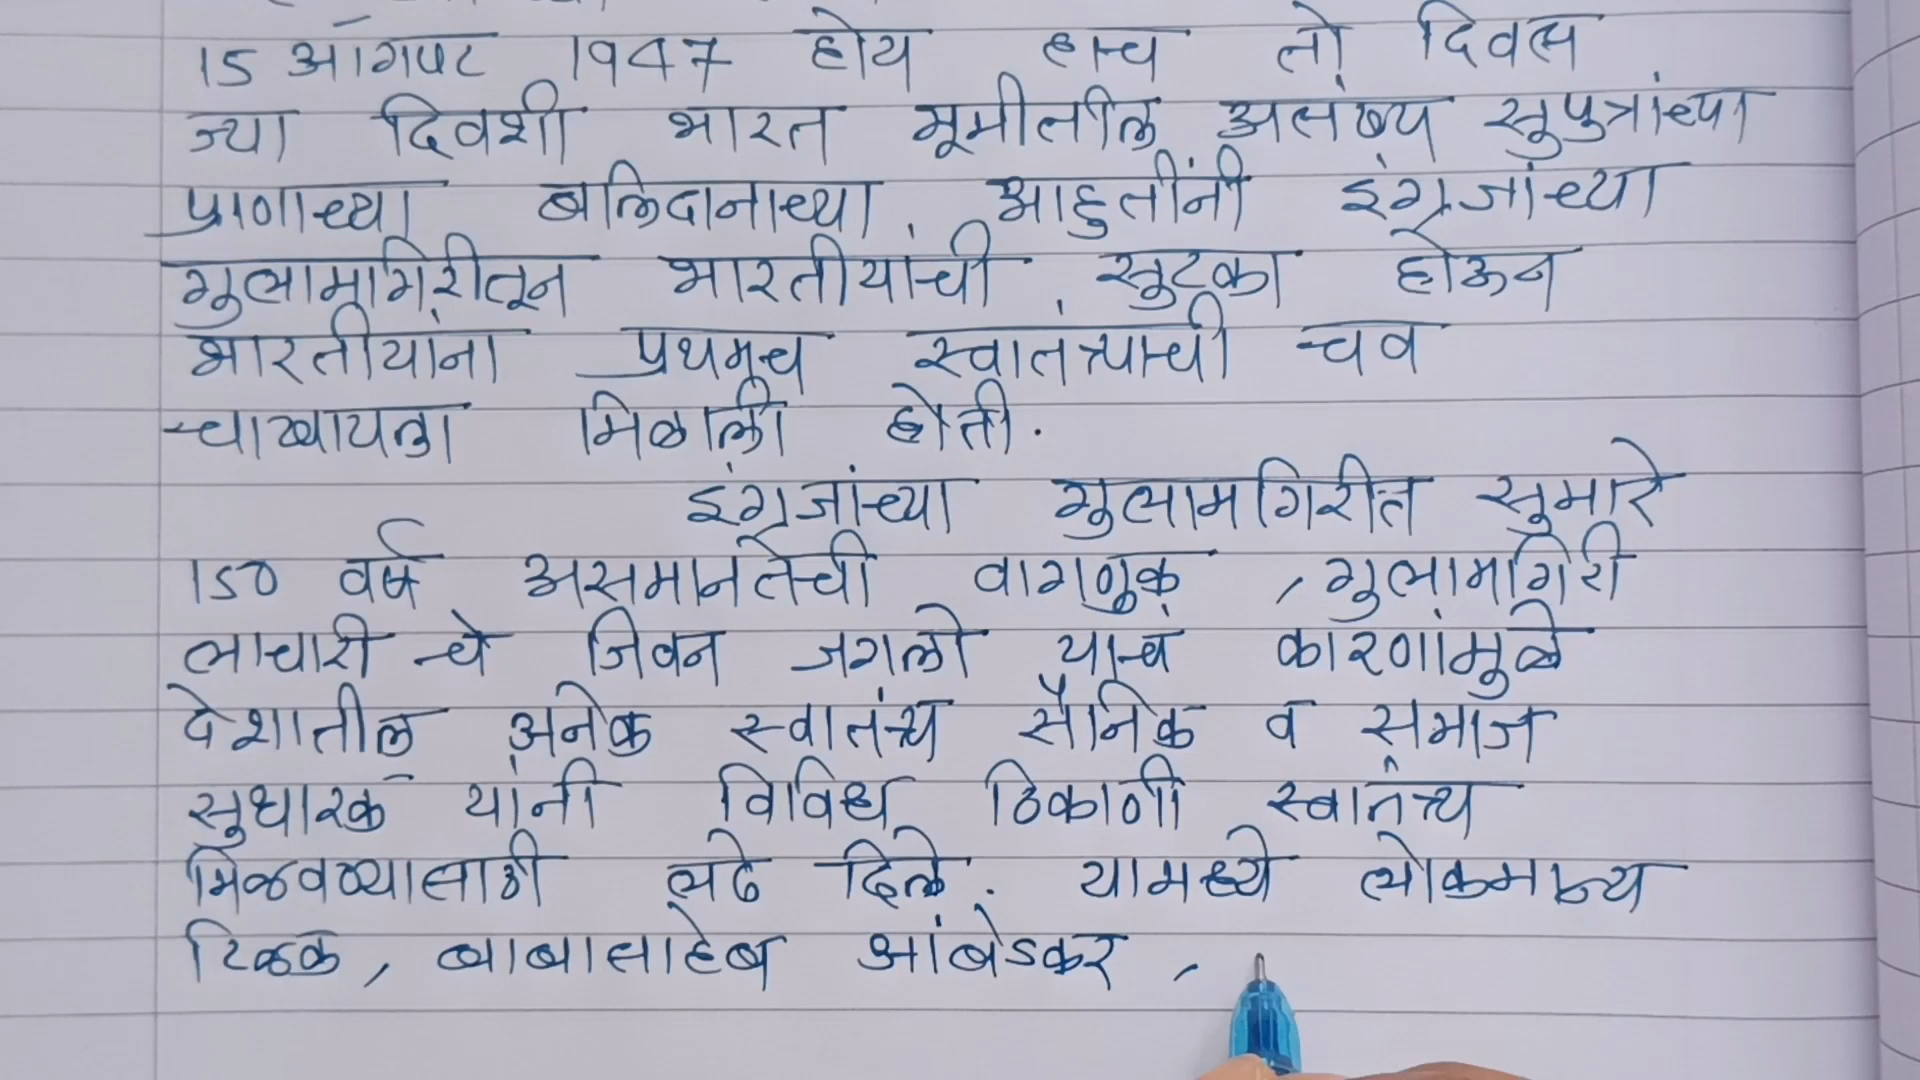 15 ऑगस्ट 1947 होय हाच तो दिवस
ज्या दिवशी भारत भूमीतील असंख्य सुपुत्रांच्या
प्राणाच्या बलिदानाच्या आहुतींनी इंग्रजांच्या
गुलामगिरीतून भारतीयांची सुटका होऊन
भारतीयांना प्रथमच स्वातंत्र्याची चव
चाखायला मिळाली होती.
इंग्रजांच्या गुलामगिरीत सुमारे
150 वर्ष असमानतेची वागणुक , गुलामगिरी
लाचारी चे जिवन जगलो याच कारणांमुळे
देशातील अनेक स्वातंत्र्य सैनिक व समाज
सुधारक यांनी विविध ठिकाणी स्वातंत्र्य
मिळवण्यासाठी लढे दिले. यामध्ये लोकमान्य
टिळक, बाबासाहेब आंबेडकर ,